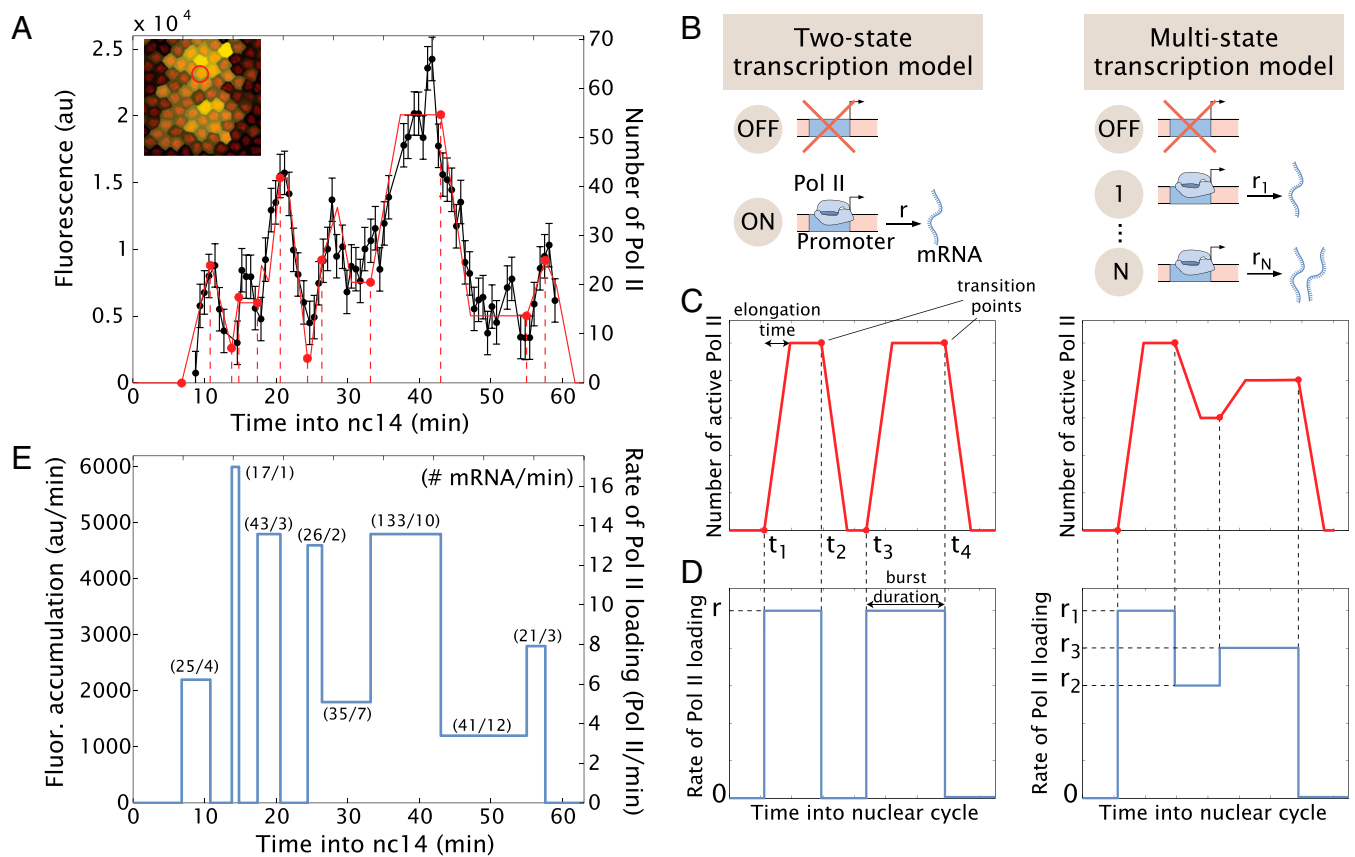 A
x 10^4
Fluorescence (au)
2.5
2
1.5
1
0.5
0
Number of Pol II
70
60
50
40
30
20
10
0
10 20 30 40 50 60
Time into nc14 (min)
B
Two-state
transcription model
OFF
ON
Pol II
Promoter
r
mRNA
Multi-state
transcription model
OFF
1
r1
N
rN
C
elongation
time
transition
points
Number of active Pol II
t1 t2 t3 t4
Number of active Pol II
D
burst
duration
Rate of Pol II loading
r
0
Time into nuclear cycle
Rate of Pol II loading
r1
r3
r2
0
Time into nuclear cycle
E
Fluor. accumulation (au/min)
6000
5000
4000
3000
2000
1000
0
(# mRNA/min)
(25/4)
(17/1)
(43/3)
(26/2)
(35/7)
(133/10)
(41/12)
(21/3)
Rate of Pol II loading (Pol II/min)
16
14
12
10
8
6
4
2
0
0 10 20 30 40 50 60
Time into nc14 (min)